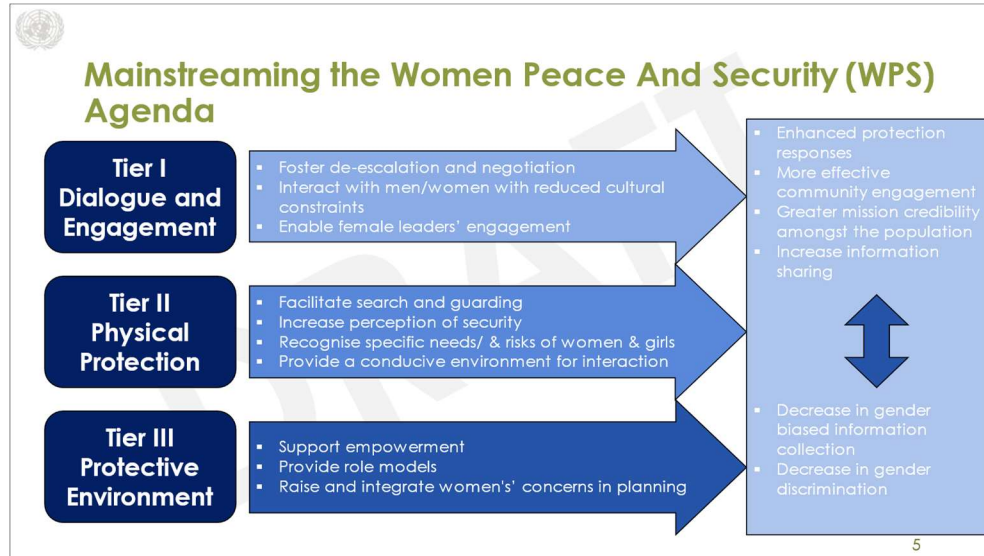 Mainstreaming the Women Peace And Security (WPS)
Agenda
Tier I
Dialogue and
Engagement
▪ Foster de-escalation and negotiation
▪ Interact with men/women with reduced cultural
constraints
▪ Enable female leaders’ engagement
Tier II
Physical
Protection
▪ Facilitate search and guarding
▪ Increase perception of security
▪ Recognise specific needs/ & risks of women & girls
▪ Provide a conducive environment for interaction
Tier III
Protective
Environment
▪ Support empowerment
▪ Provide role models
▪ Raise and integrate women's’ concerns in planning
▪ Enhanced protection
responses
▪ More effective
community engagement
▪ Greater mission credibility
amongst the population
▪ Increase information
sharing
▪ Decrease in gender
biased information
collection
▪ Decrease in gender
discrimination
DRAFT
5